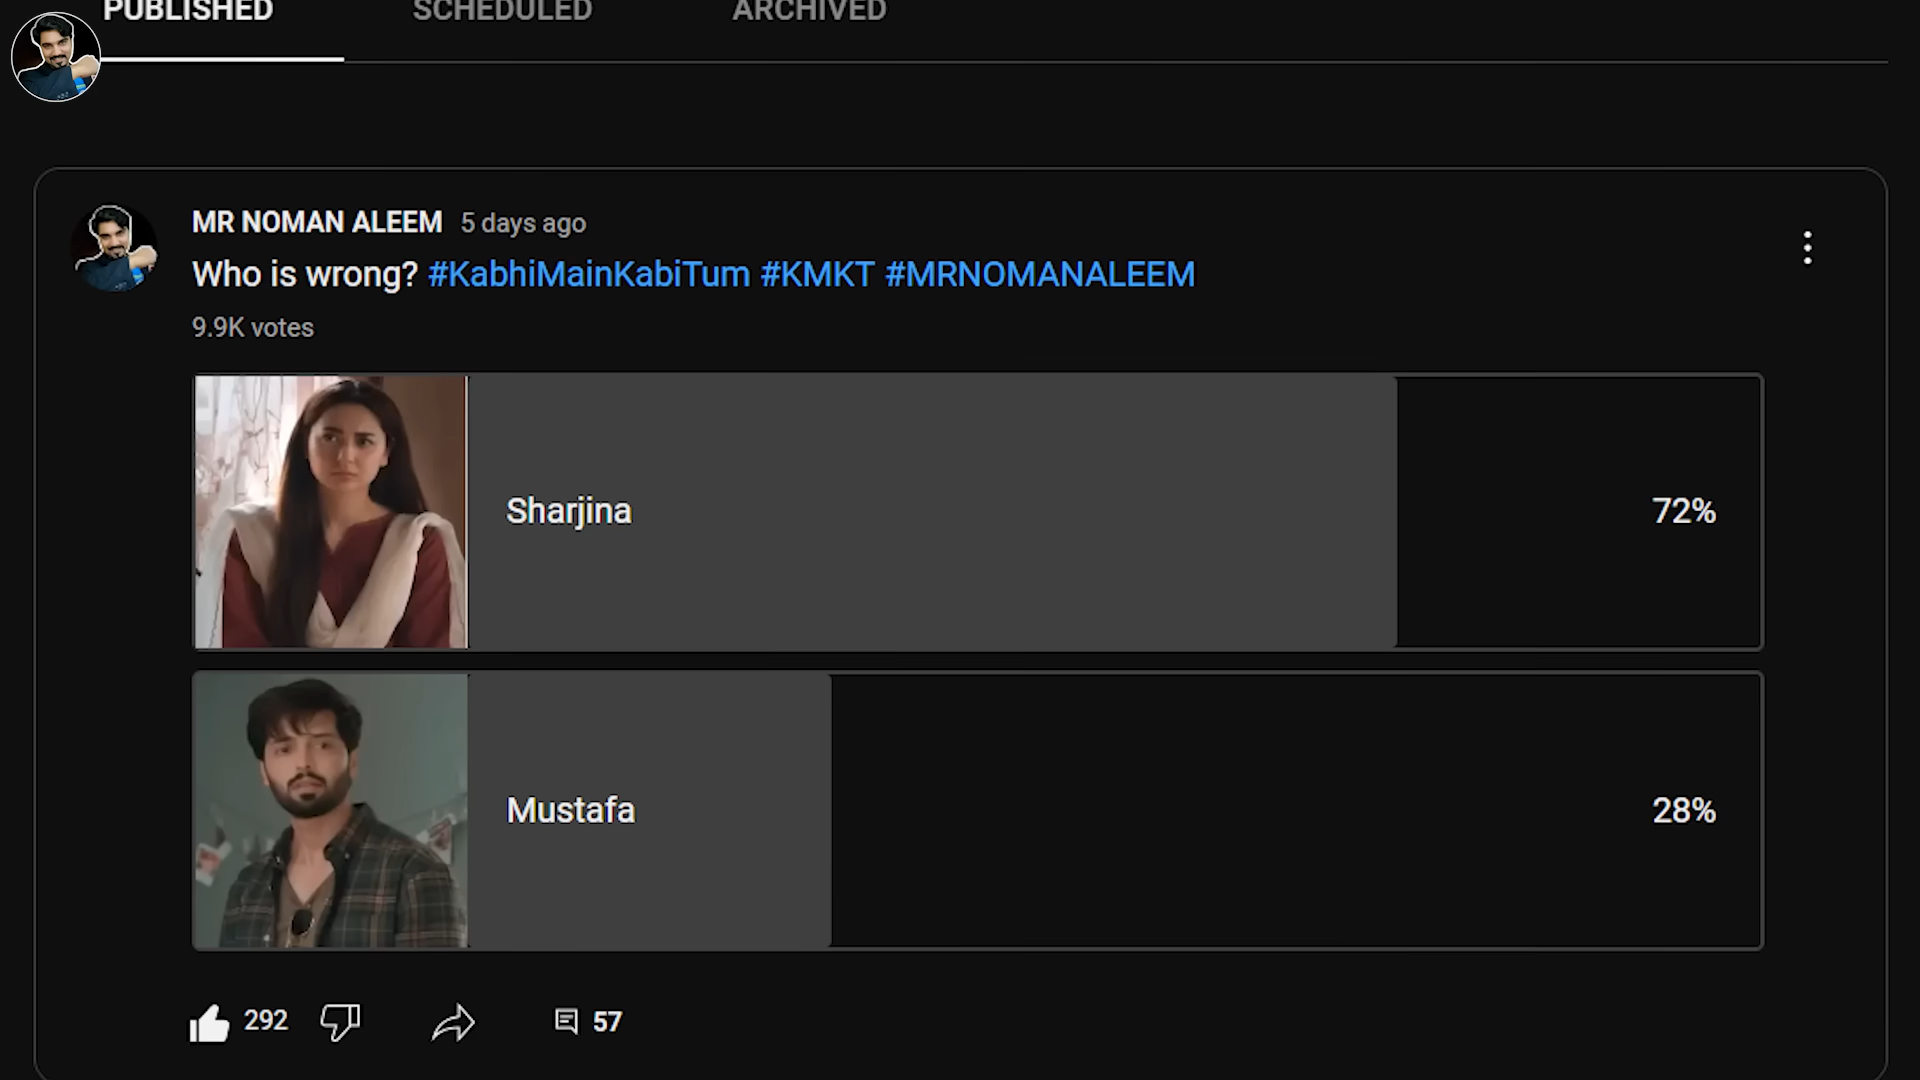 PUBLISHED SCHEDULED ARCHIVED
MR NOMAN ALEEM 5 days ago
Who is wrong? #KabhiMainKabiTum #KMKT #MRNOMANALEEM
9.9K votes
Sharjina 72%
Mustafa 28%
292 57